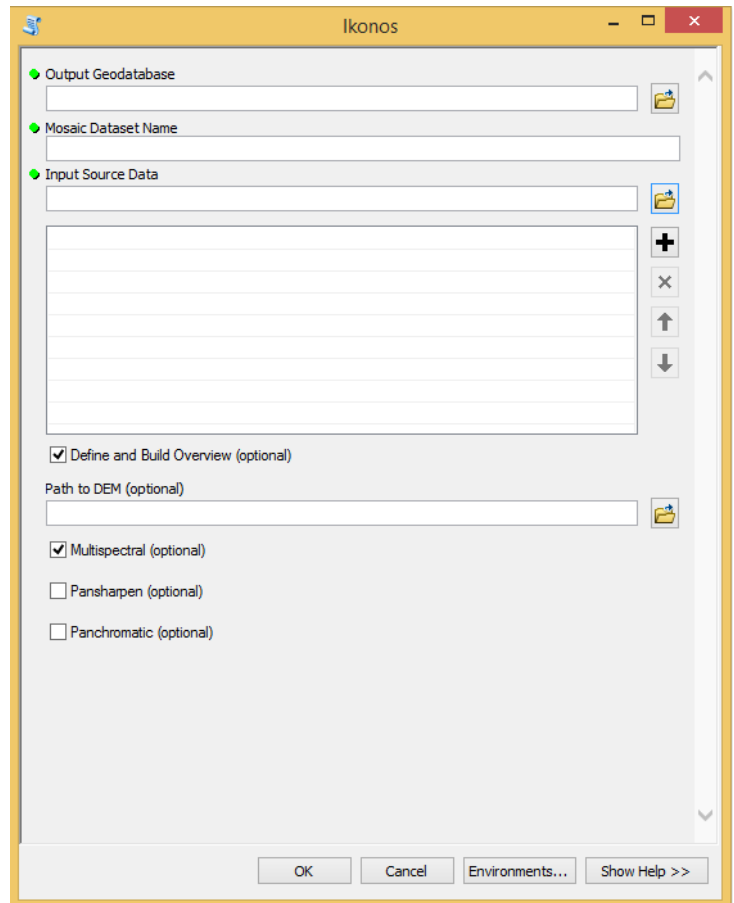 Ikonos
Output Geodatabase
Mosaic Dataset Name
Input Source Data
Define and Build Overview (optional)
Path to DEM (optional)
Multispectral (optional)
Pansharpen (optional)
Panchromatic (optional)
OK Cancel Environments... Show Help >>